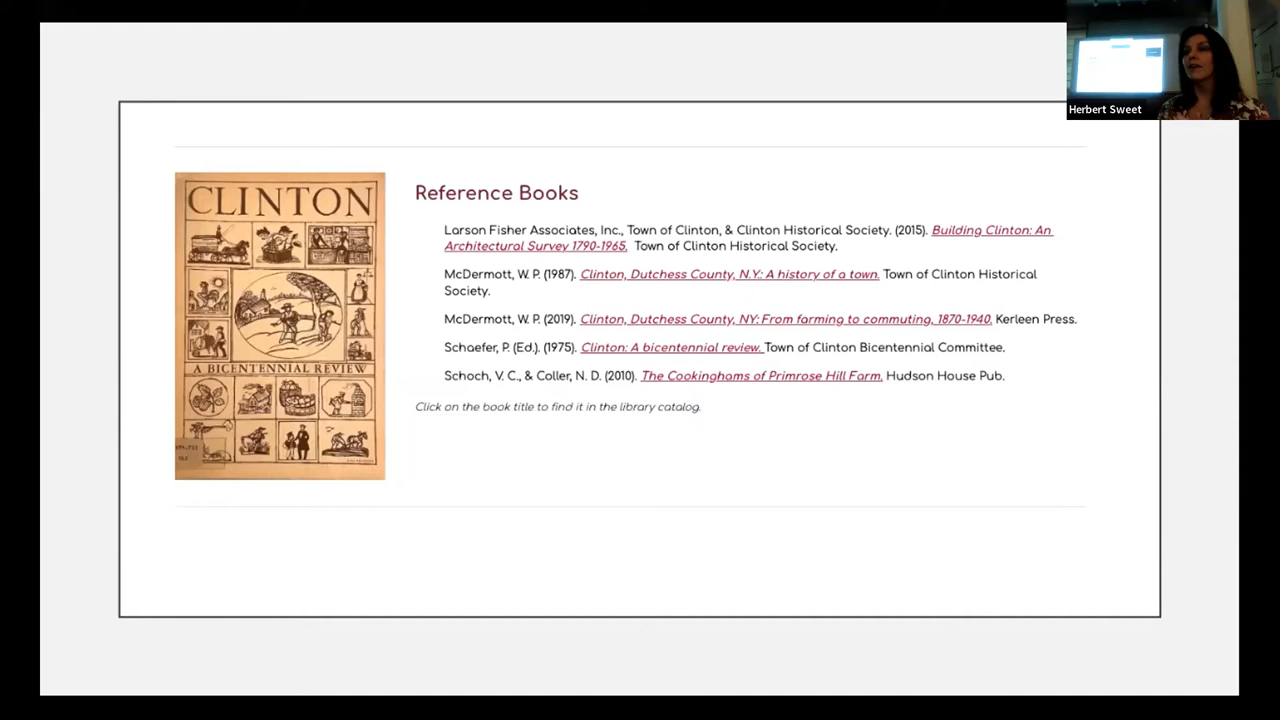 Herbert Sweet
CLINTON
A BICENTENNIAL REVIEW
Reference Books
Larson Fisher Associates, Inc., Town of Clinton, & Clinton Historical Society. (2015). Building Clinton: An
Architectural Survey 1790-1965. Town of Clinton Historical Society.
McDermott, W. P. (1987). Clinton, Dutchess County, N.Y.: A history of a town. Town of Clinton Historical
Society.
McDermott, W. P. (2019). Clinton, Dutchess County, NY: From farming to commuting, 1870-1940. Kerleen Press.
Schaefer, P. (Ed.). (1975). Clinton: A bicentennial review. Town of Clinton Bicentennial Committee.
Schoch, V. C., & Coller, N. D. (2010). The Cookinghams of Primrose Hill Farm. Hudson House Pub.
Click on the book title to find it in the library catalog.